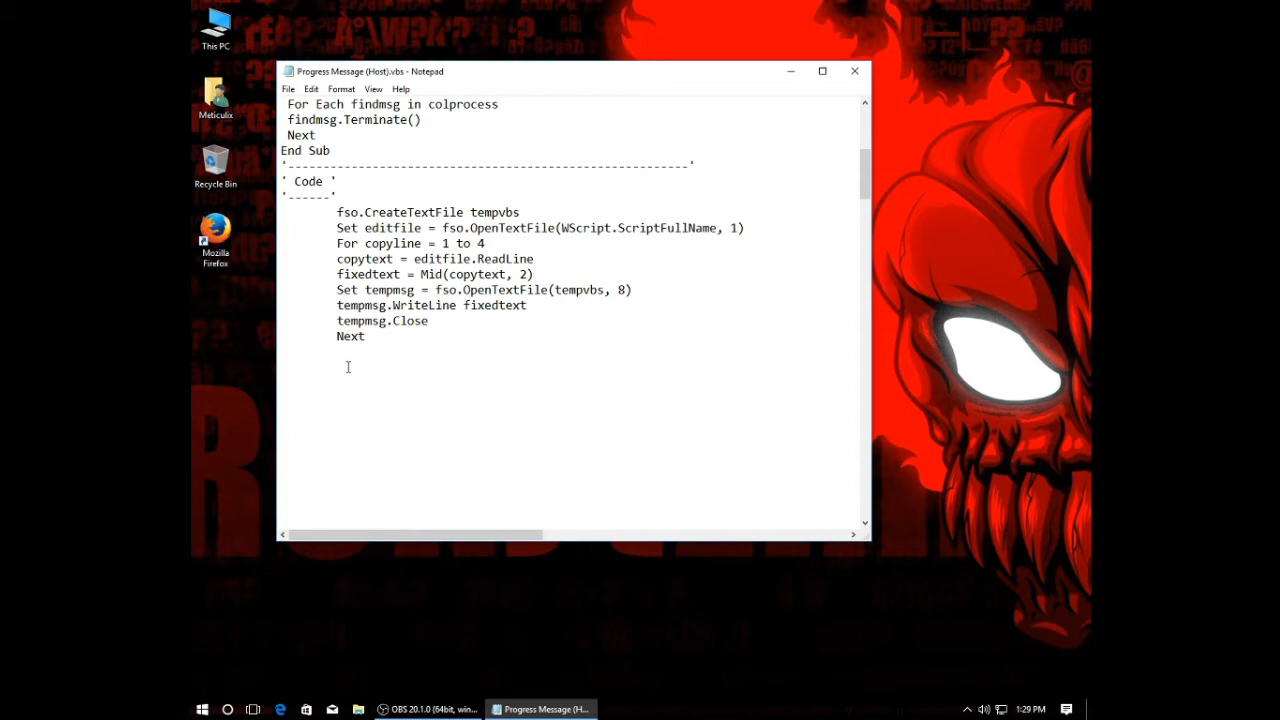 This PC
Meticulix
Recycle Bin
Mozilla
Firefox
Progress Message (Host).vbs - Notepad
File Edit Format View Help
For Each findmsg in colprocess
findmsg.Terminate()
Next
End Sub
'---------------------------------------------------------'
' Code '
'------'
fso.CreateTextFile tempvbs
Set editfile = fso.OpenTextFile(WScript.ScriptFullName, 1)
For copyline = 1 to 4
copytext = editfile.ReadLine
fixedtext = Mid(copytext, 2)
Set tempmsg = fso.OpenTextFile(tempvbs, 8)
tempmsg.WriteLine fixedtext
tempmsg.Close
Next
OBS 20.1.0 (64bit, win...
Progress Message (H...
1:29 PM